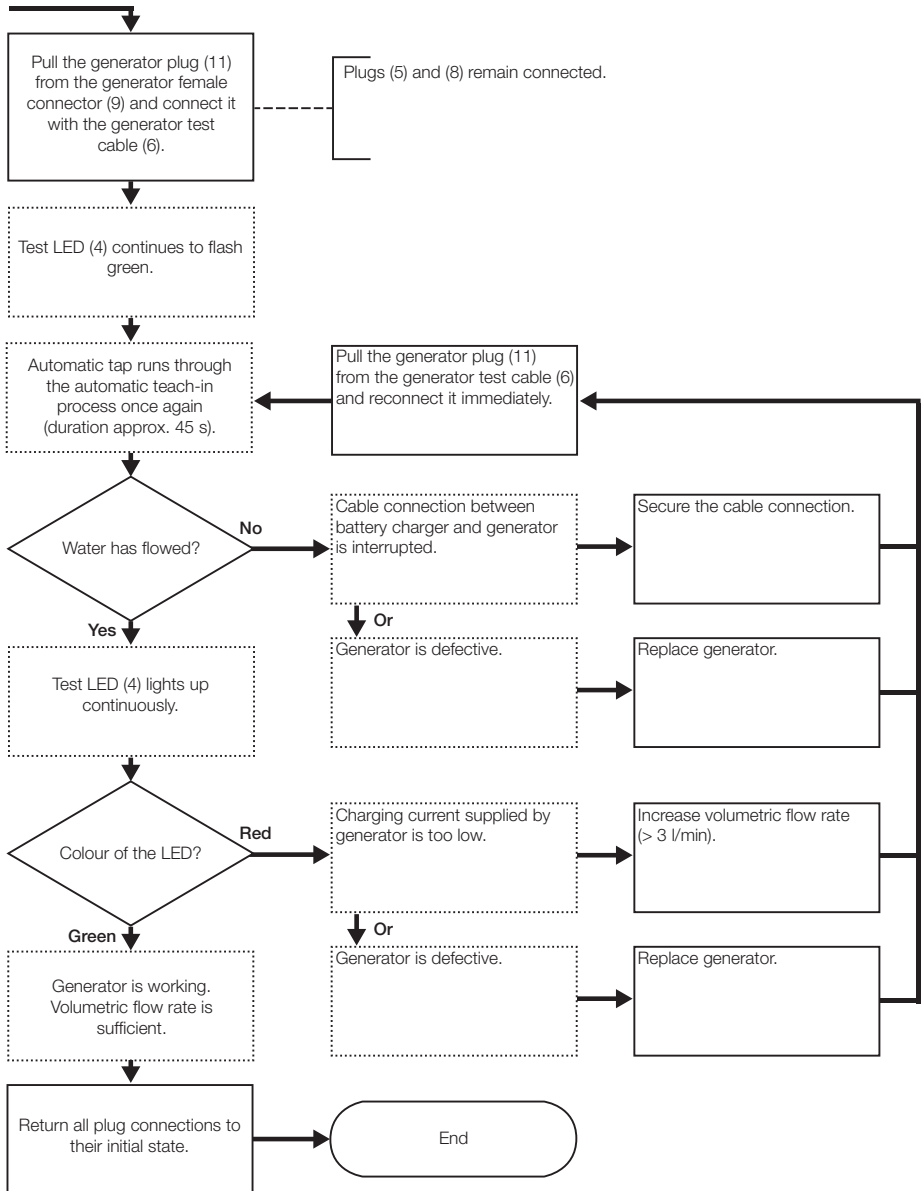 Pull the generator plug (11)
from the generator female
connector (9) and connect it
with the generator test
cable (6).
Plugs (5) and (8) remain connected.
Test LED (4) continues to flash
green.
Automatic tap runs through
the automatic teach-in
process once again
(duration approx. 45 s).
Pull the generator plug (11)
from the generator test cable (6)
and reconnect it immediately.
Water has flowed?
No
Cable connection between
battery charger and generator
is interrupted.
Secure the cable connection.
Yes
Or
Test LED (4) lights up
continuously.
Generator is defective.
Replace generator.
Colour of the LED?
Red
Charging current supplied by
generator is too low.
Increase volumetric flow rate
(> 3 l/min).
Green
Or
Generator is working.
Volumetric flow rate is
sufficient.
Generator is defective.
Replace generator.
Return all plug connections to
their initial state.
End